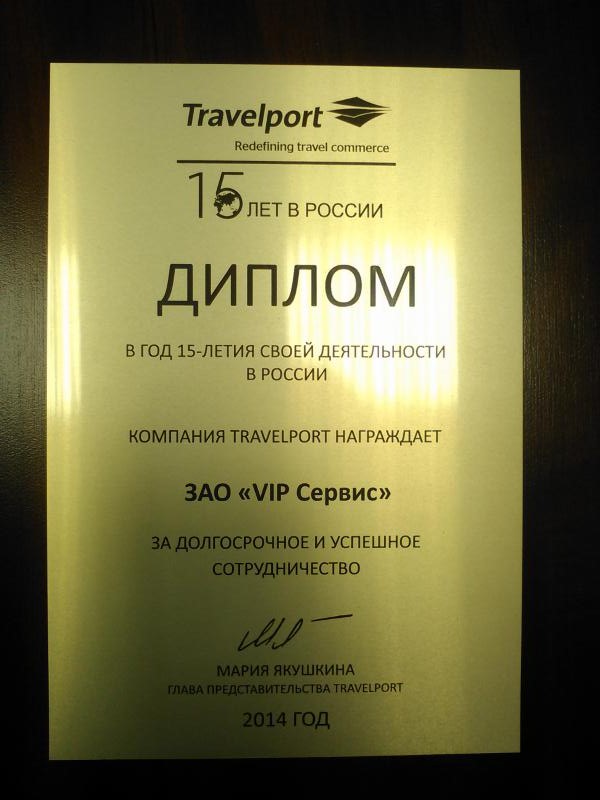 Travelport
Redefining travel commerce
15 ЛЕТ В РОССИИ
ДИПЛОМ
В ГОД 15-ЛЕТИЯ СВОЕЙ ДЕЯТЕЛЬНОСТИ
В РОССИИ
КОМПАНИЯ TRAVELPORT НАГРАЖДАЕТ
ЗАО «VIP Сервис»
ЗА ДОЛГОСРОЧНОЕ И УСПЕШНОЕ
СОТРУДНИЧЕСТВО
МАРИЯ ЯКУШКИНА
ГЛАВА ПРЕДСТАВИТЕЛЬСТВА TRAVELPORT
2014 ГОД